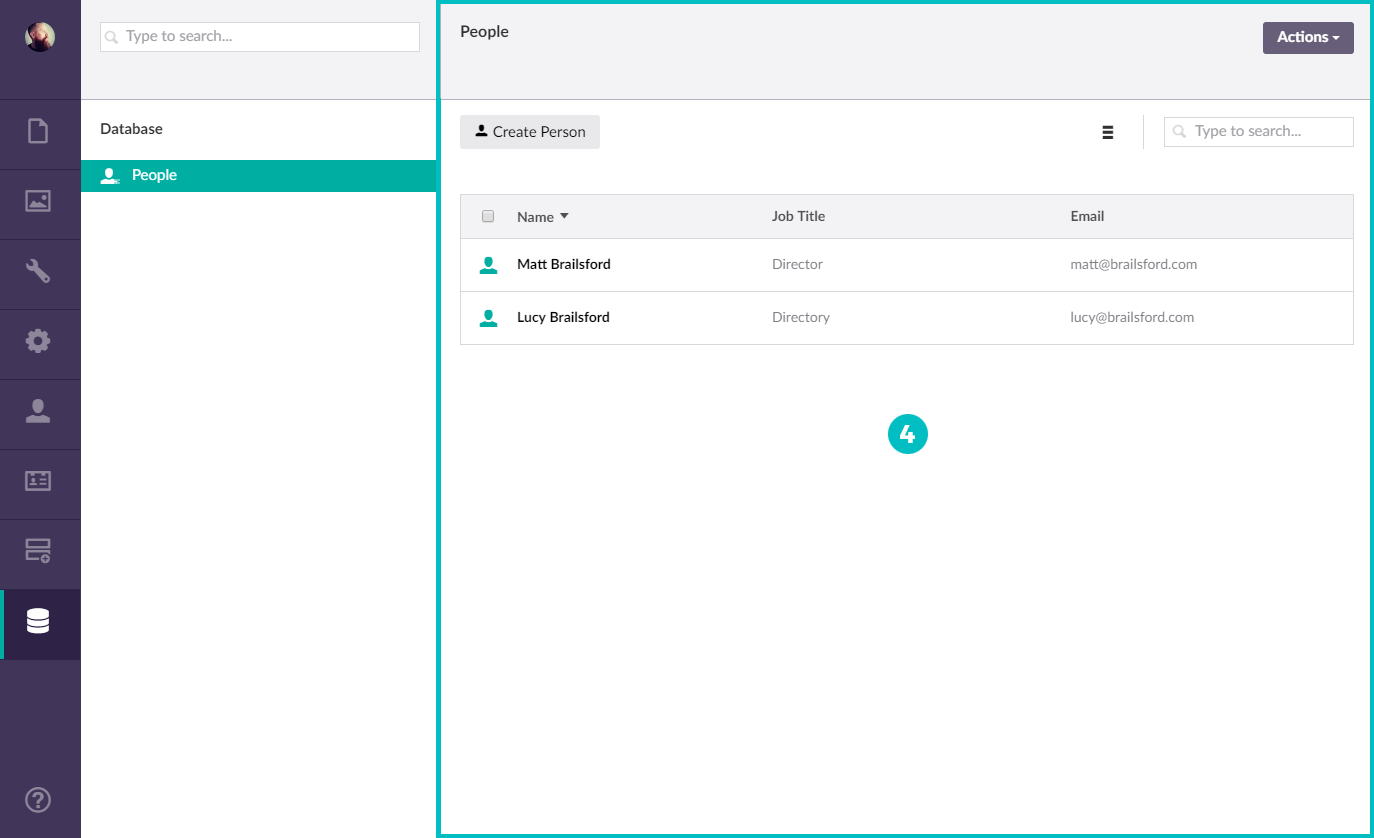 Type to search...
People
Actions
Database
Create Person
Type to search...
People
Name
Job Title
Email
Matt Brailsford
Director
matt@brailsford.com
Lucy Brailsford
Directory
lucy@brailsford.com
4
?